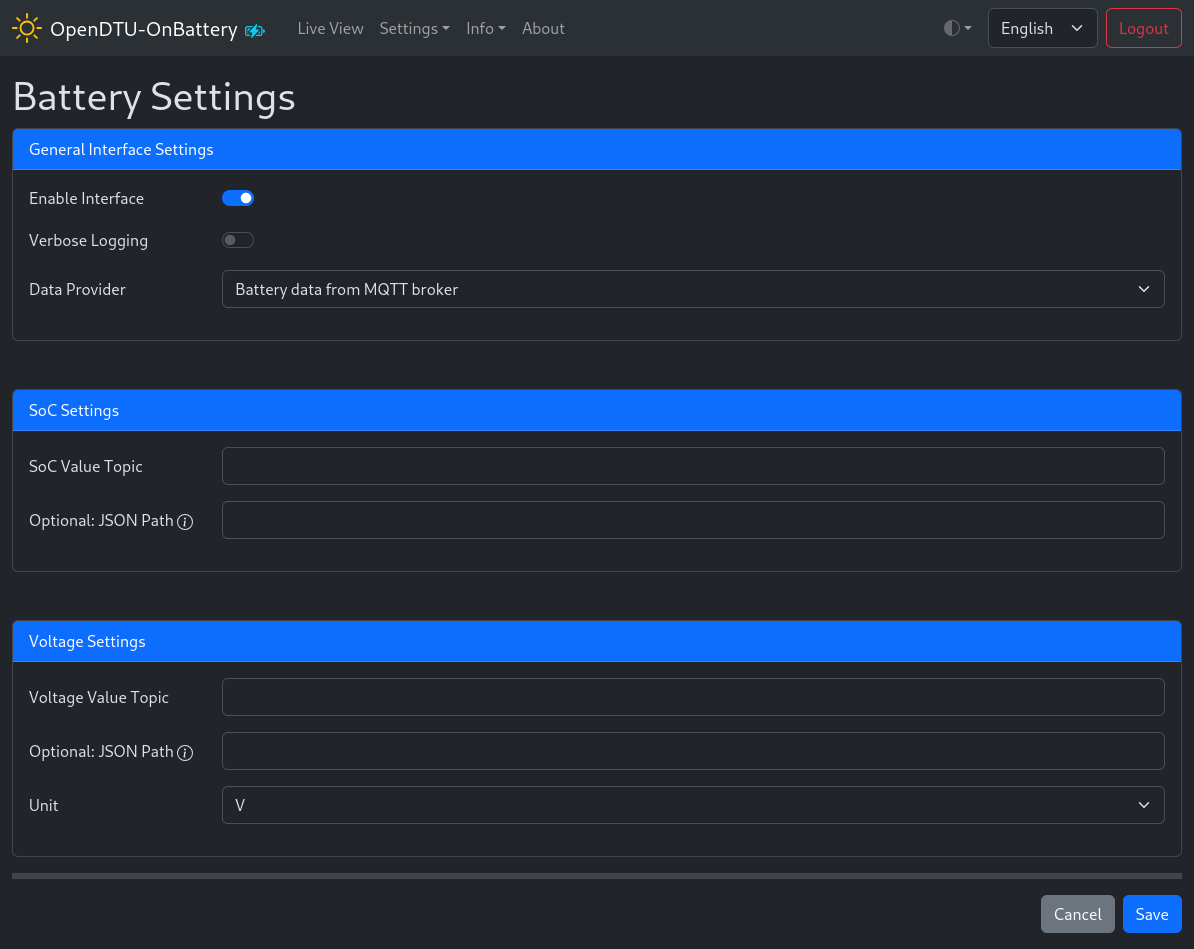 OpenDTU-OnBattery Live View Settings Info About English Logout
Battery Settings
General Interface Settings
Enable Interface
Verbose Logging
Data Provider Battery data from MQTT broker
SoC Settings
SoC Value Topic
Optional: JSON Path
Voltage Settings
Voltage Value Topic
Optional: JSON Path
Unit V
Cancel Save